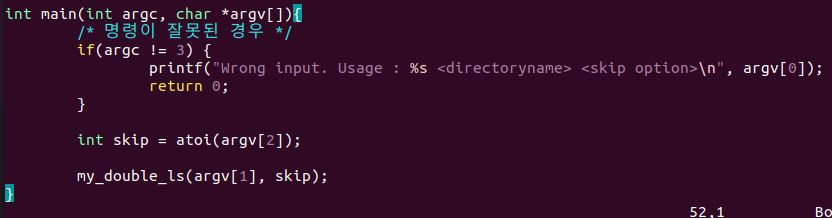 int main(int argc, char *argv[]){
        /* 명령이 잘못된 경우 */
        if(argc != 3) {
                printf("Wrong input. Usage : %s <directoryname> <skip option>\n", argv[0]);
                return 0;
        }

        int skip = atoi(argv[2]);

        my_double_ls(argv[1], skip);
}
52,1 Bo